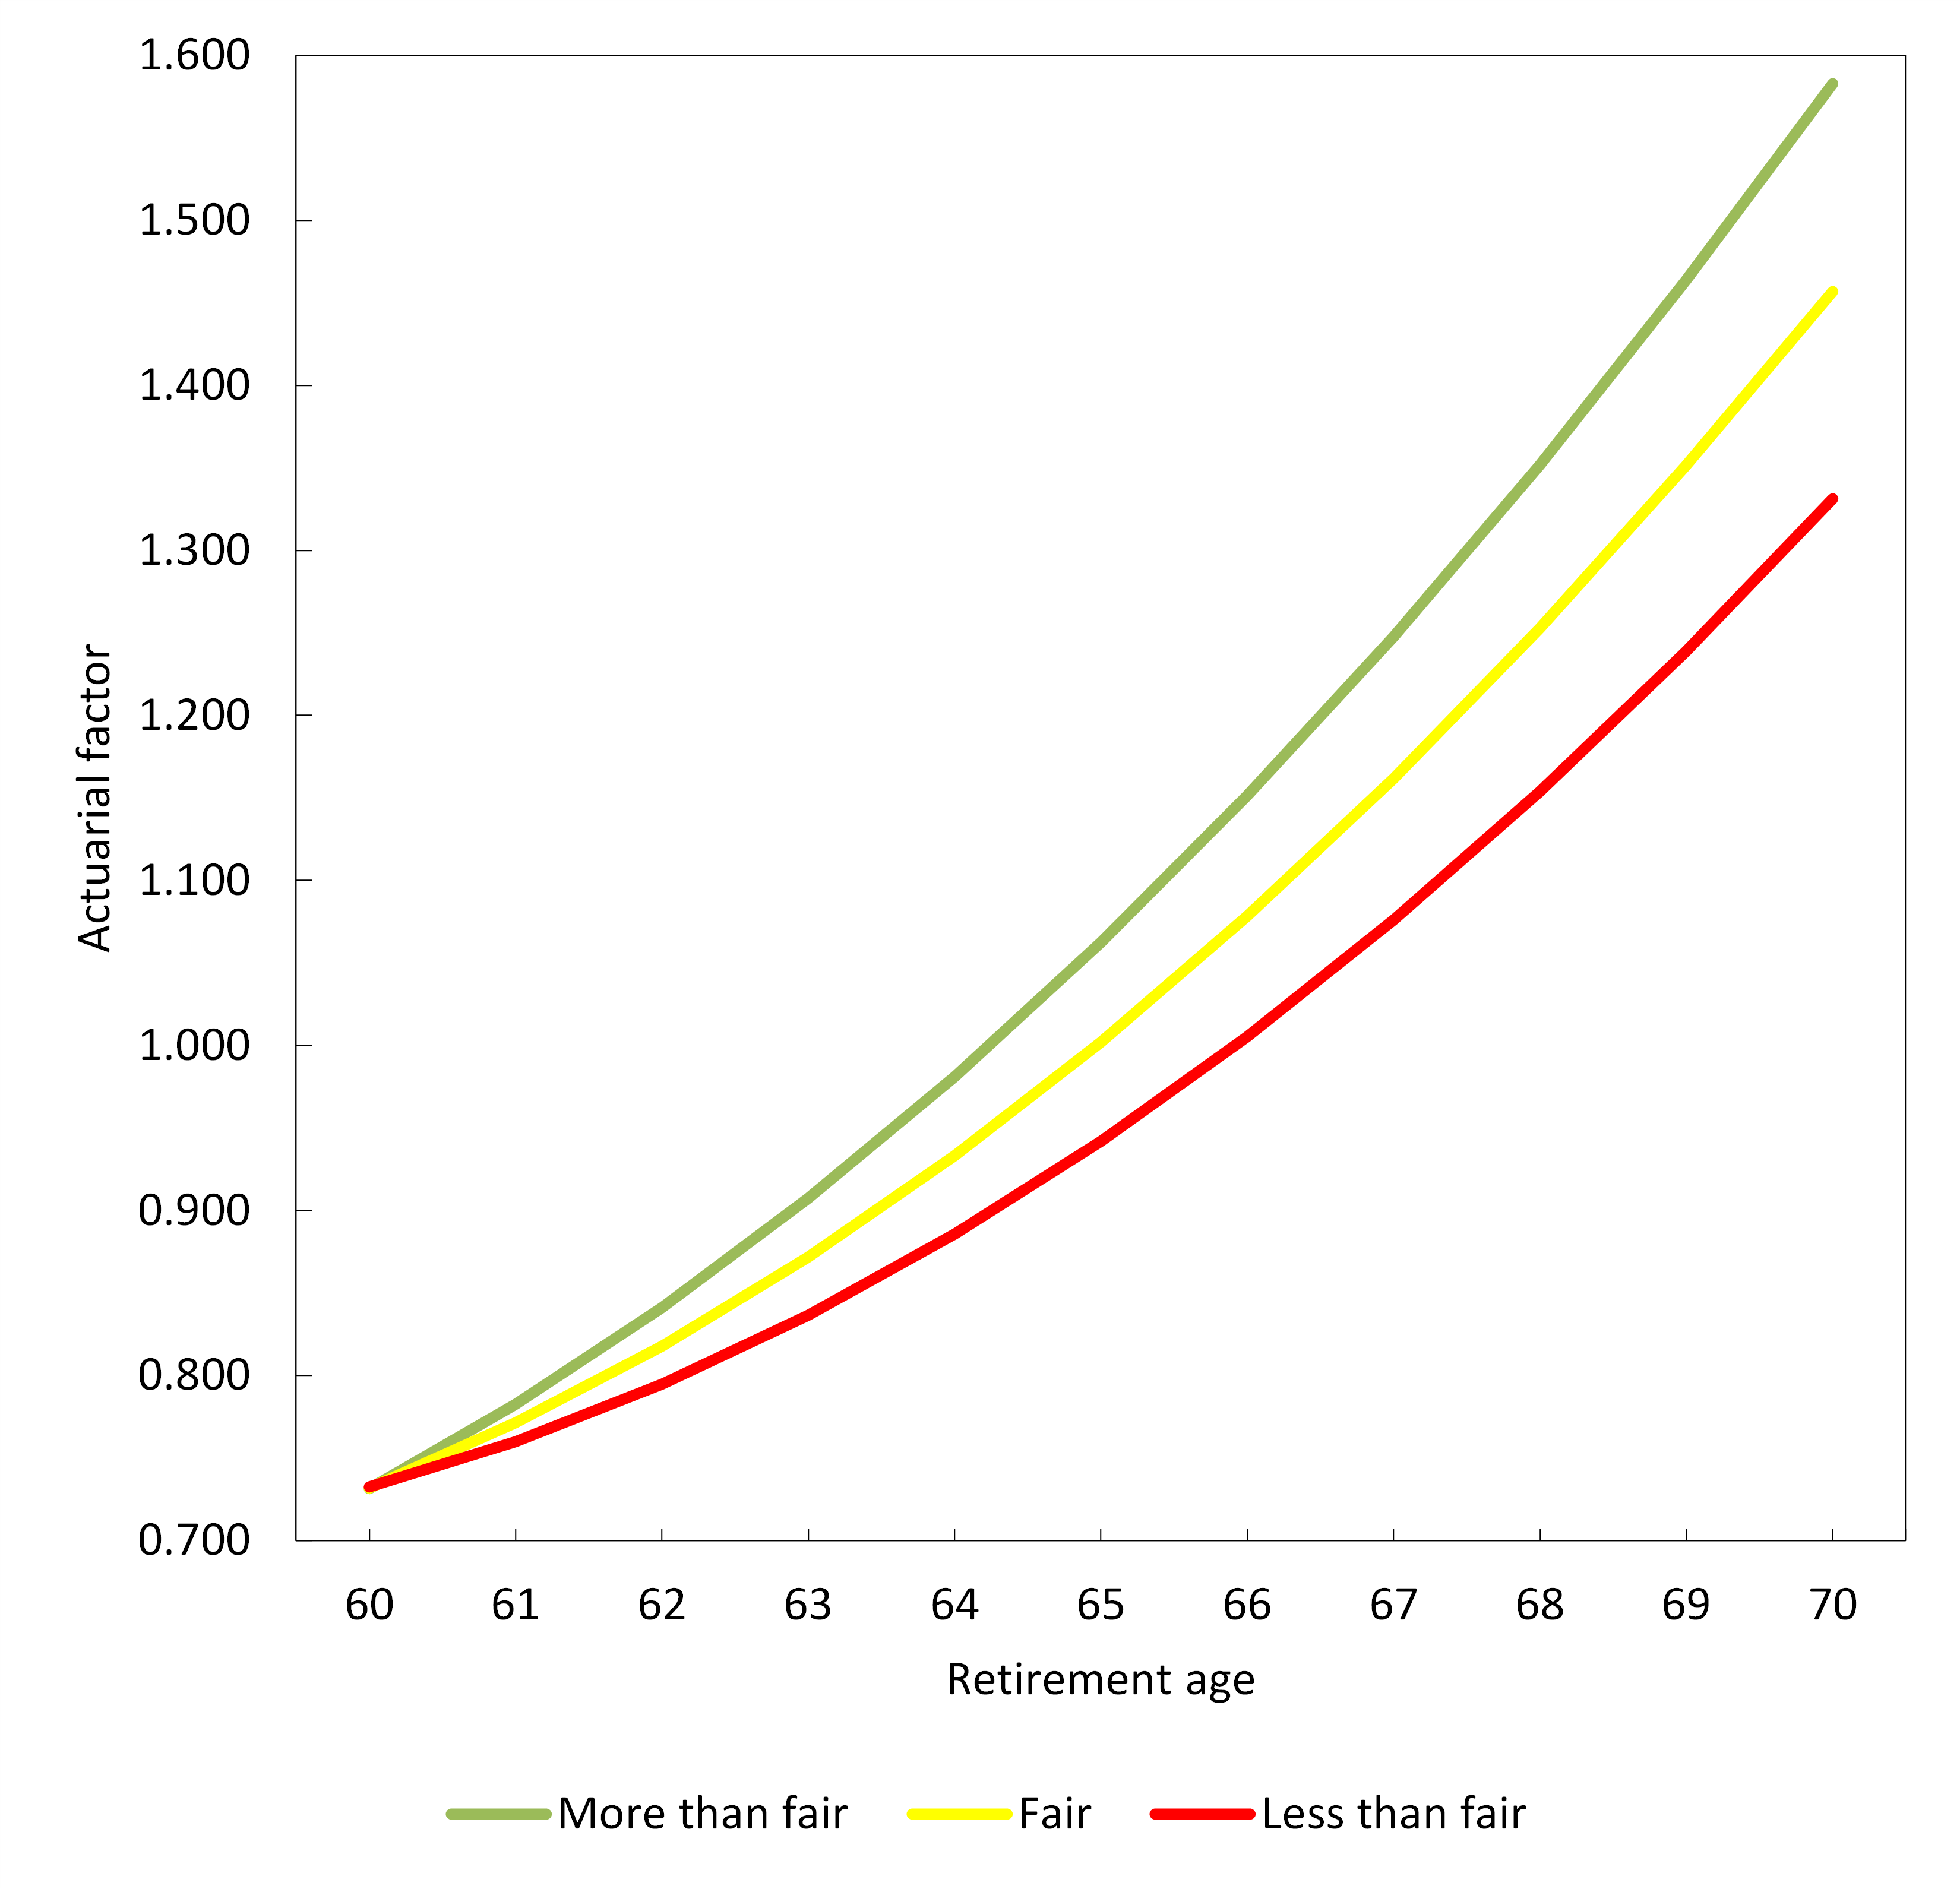 1.600
1.500
1.400
1.300
1.200
1.100
1.000
0.900
0.800
0.700
Actuarial factor
60 61 62 63 64 65 66 67 68 69 70
Retirement age
More than fair Fair Less than fair